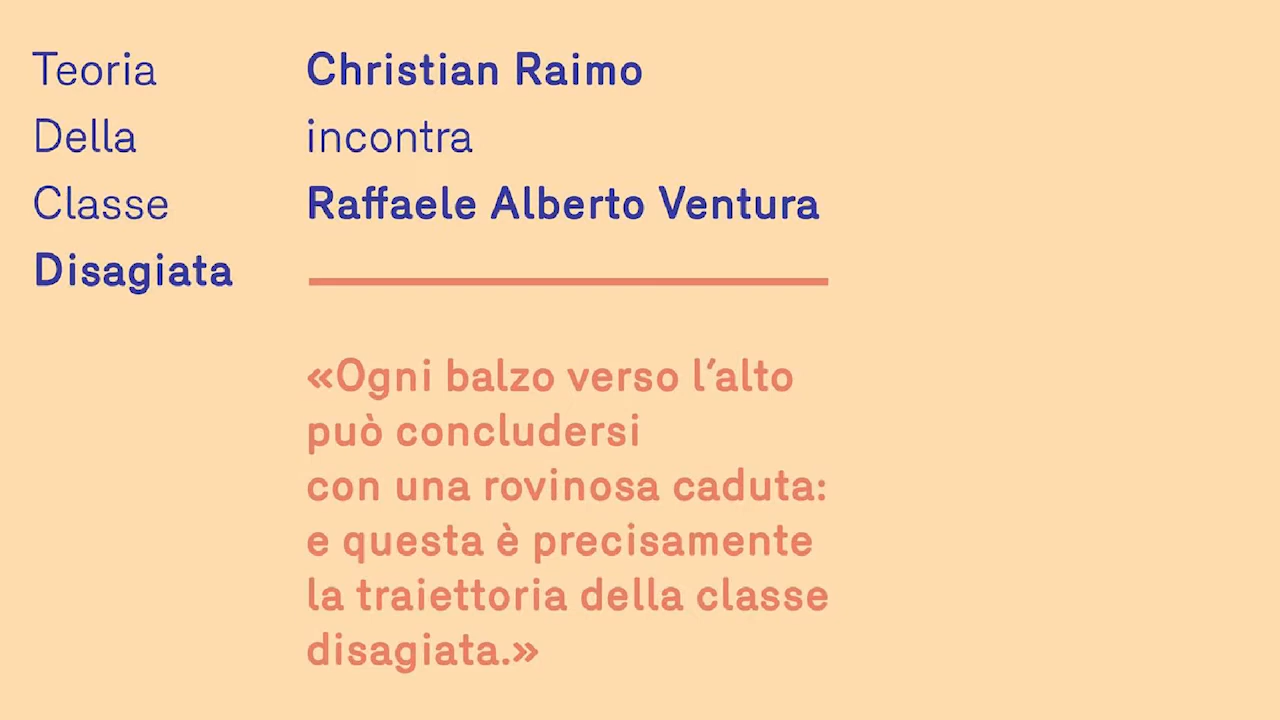 Teoria
Della
Classe
Disagiata
Christian Raimo
incontra
Raffaele Alberto Ventura
«Ogni balzo verso l’alto
può concludersi
con una rovinosa caduta:
e questa è precisamente
la traiettoria della classe
disagiata.»